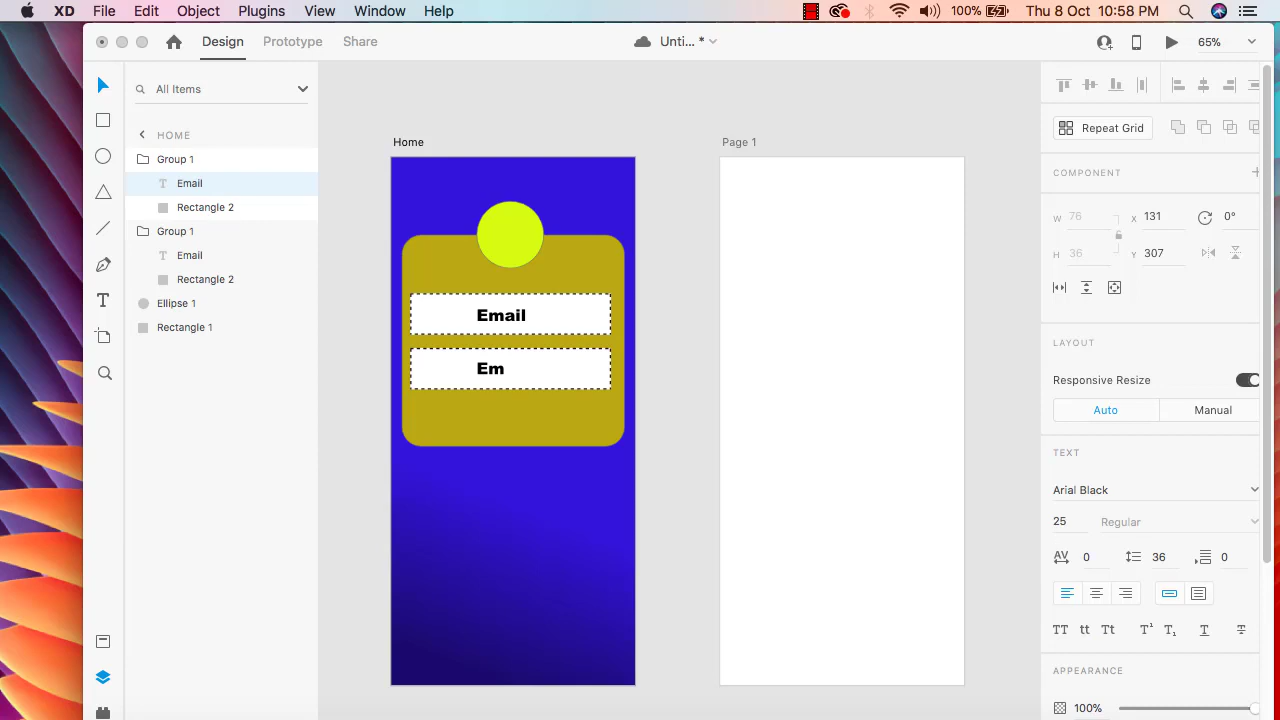 XD File Edit Object Plugins View Window Help 100% Thu 8 Oct 10:58 PM
Design Prototype Share Unti... * 65%
All Items
HOME
Group 1
Email
Rectangle 2
Group 1
Email
Rectangle 2
Ellipse 1
Rectangle 1
Home
Email
Em
Page 1
Repeat Grid
COMPONENT
W 76 X 131 0°
H 36 Y 307
LAYOUT
Responsive Resize
Auto Manual
TEXT
Arial Black
25 Regular
AV 0 36 0
TT tt Tt T¹ T₁ T T
APPEARANCE
100%